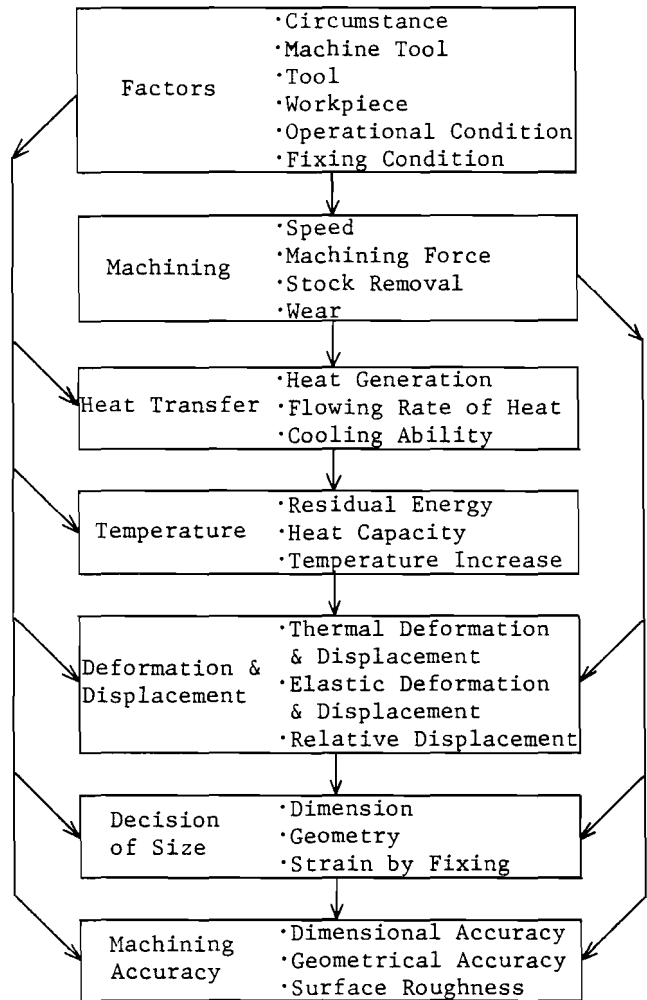 Factors
·Circumstance
·Machine Tool
·Tool
·Workpiece
·Operational Condition
·Fixing Condition
Machining
·Speed
·Machining Force
·Stock Removal
·Wear
Heat Transfer
·Heat Generation
·Flowing Rate of Heat
·Cooling Ability
Temperature
·Residual Energy
·Heat Capacity
·Temperature Increase
Deformation &
Displacement
·Thermal Deformation
& Displacement
·Elastic Deformation
& Displacement
·Relative Displacement
Decision
of Size
·Dimension
·Geometry
·Strain by Fixing
Machining
Accuracy
·Dimensional Accuracy
·Geometrical Accuracy
·Surface Roughness